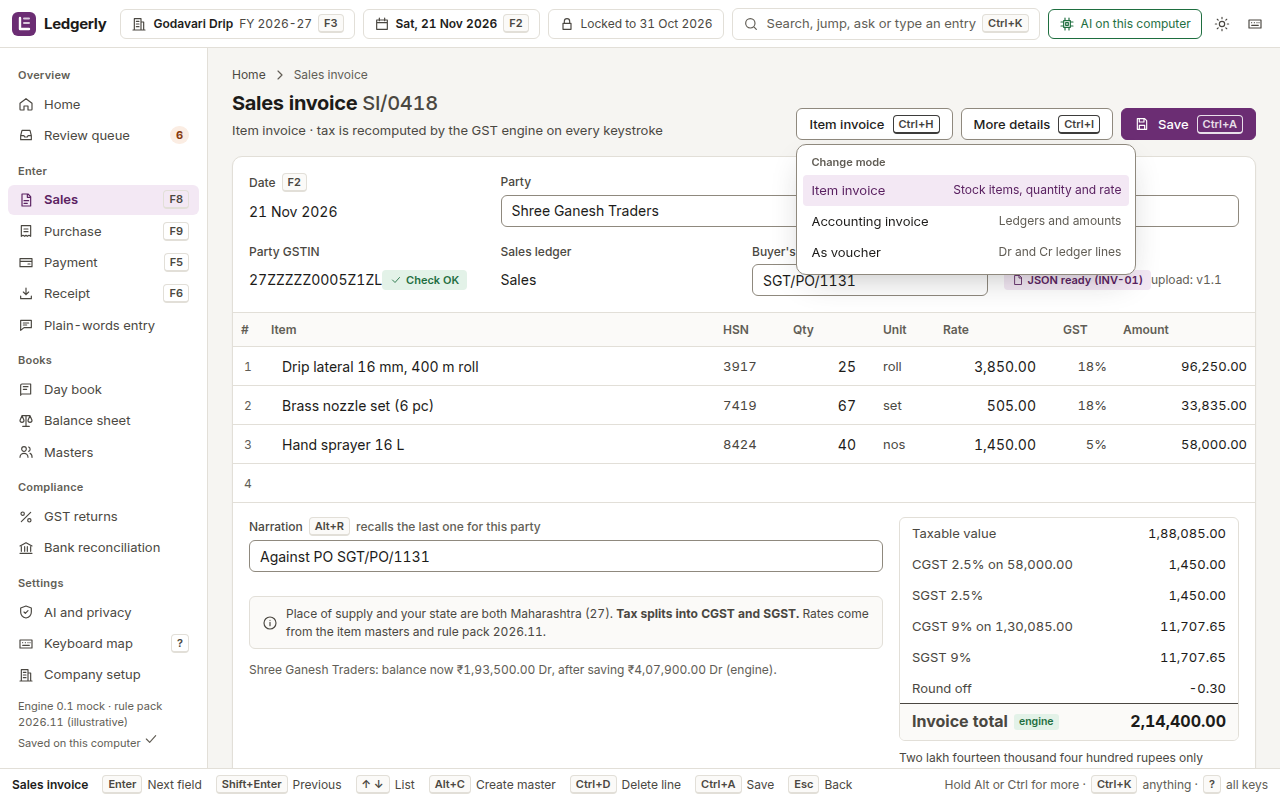 Ledgerly
Godavari Drip FY 2026-27 F3
Sat, 21 Nov 2026 F2
Locked to 31 Oct 2026
Search, jump, ask or type an entry Ctrl+K
AI on this computer
Overview
Home
Review queue 6
Enter
Sales F8
Purchase F9
Payment F5
Receipt F6
Plain-words entry
Books
Day book
Balance sheet
Masters
Compliance
GST returns
Bank reconciliation
Settings
AI and privacy
Keyboard map ?
Company setup
Engine 0.1 mock · rule pack
2026.11 (illustrative)
Saved on this computer
Home > Sales invoice
Sales invoice SI/0418
Item invoice · tax is recomputed by the GST engine on every keystroke
Item invoice Ctrl+H
More details Ctrl+I
Save Ctrl+A
Change mode
Item invoice Stock items, quantity and rate
Accounting invoice Ledgers and amounts
As voucher Dr and Cr ledger lines
Date F2
21 Nov 2026
Party
Shree Ganesh Traders
Party GSTIN
27ZZZZZ0005Z1ZL Check OK
Sales ledger
Sales
Buyer's
SGT/PO/1131
JSON ready (INV-01) upload: v1.1
# Item HSN Qty Unit Rate GST Amount
1 Drip lateral 16 mm, 400 m roll 3917 25 roll 3,850.00 18% 96,250.00
2 Brass nozzle set (6 pc) 7419 67 set 505.00 18% 33,835.00
3 Hand sprayer 16 L 8424 40 nos 1,450.00 5% 58,000.00
4
Narration Alt+R recalls the last one for this party
Against PO SGT/PO/1131
Place of supply and your state are both Maharashtra (27). Tax splits into CGST and SGST. Rates come
from the item masters and rule pack 2026.11.
Shree Ganesh Traders: balance now ₹1,93,500.00 Dr, after saving ₹4,07,900.00 Dr (engine).
Taxable value 1,88,085.00
CGST 2.5% on 58,000.00 1,450.00
SGST 2.5% 1,450.00
CGST 9% on 1,30,085.00 11,707.65
SGST 9% 11,707.65
Round off -0.30
Invoice total engine 2,14,400.00
Two lakh fourteen thousand four hundred rupees only
Sales invoice Enter Next field Shift+Enter Previous ↑↓ List Alt+C Create master Ctrl+D Delete line Ctrl+A Save Esc Back
Hold Alt or Ctrl for more · Ctrl+K anything · ? all keys